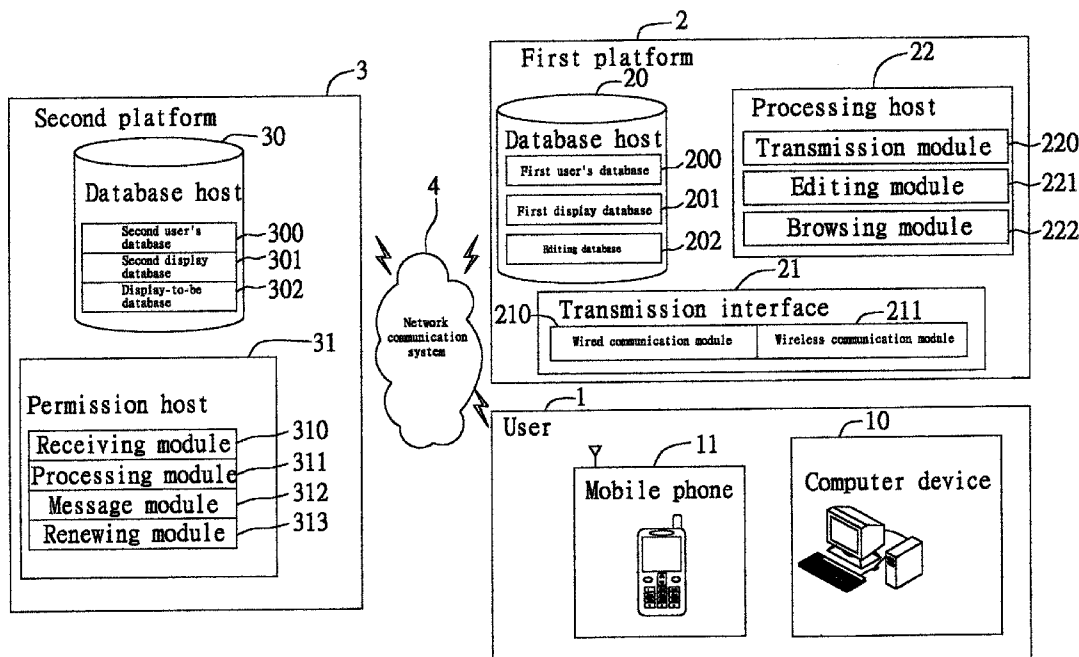 3
Second platform
30
Database host
Second user's
database
300
Second display
database
301
Display-to-be
database
302
31
Permission host
Receiving module
310
Processing module
311
Message module
312
Renewing module
313
4
Network
communication
system
2
First platform
20
Database host
First user's database
200
First display database
201
Editing database
202
22
Processing host
Transmission module
220
Editing module
221
Browsing module
222
21
Transmission interface
210
211
Wired communication module
Wireless communication module
1
User
11
Mobile phone
10
Computer device